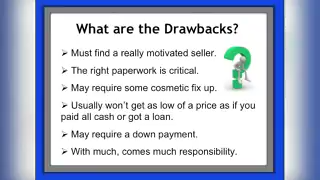 What are the Drawbacks?
➢ Must find a really motivated seller.
➢ The right paperwork is critical.
➢ May require some cosmetic fix up.
➢ Usually won't get as low of a price as if you
paid all cash or got a loan.
➢ May require a down payment.
➢ With much, comes much responsibility.